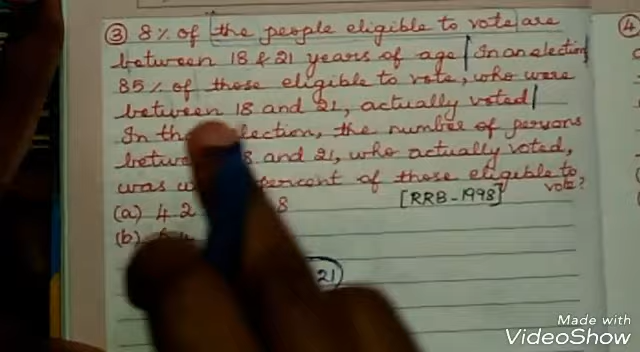 ③ 8% of the people eligible to vote are
between 18 & 21 years of age In an election
85% of those eligible to vote, who were
between 18 and 21, actually voted
In the election, the number of persons
18 and 21, who actually voted,
was percent of those eligible to
vote?
(a) 4.2 8 [RRB-1998]
(b)
21
④
Made with
VideoShow